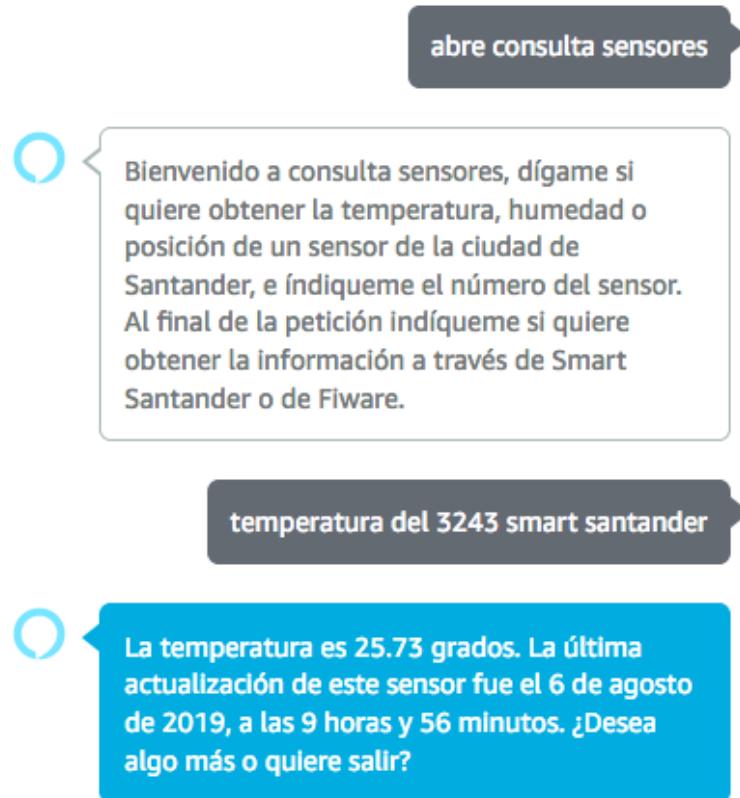 abre consulta sensores
Bienvenido a consulta sensores, dígame si
quiere obtener la temperatura, humedad o
posición de un sensor de la ciudad de
Santander, e índiqueme el número del sensor.
Al final de la petición indíqueme si quiere
obtener la información a través de Smart
Santander o de Fiware.
temperatura del 3243 smart santander
La temperatura es 25.73 grados. La última
actualización de este sensor fue el 6 de agosto
de 2019, a las 9 horas y 56 minutos. ¿Desea
algo más o quiere salir?